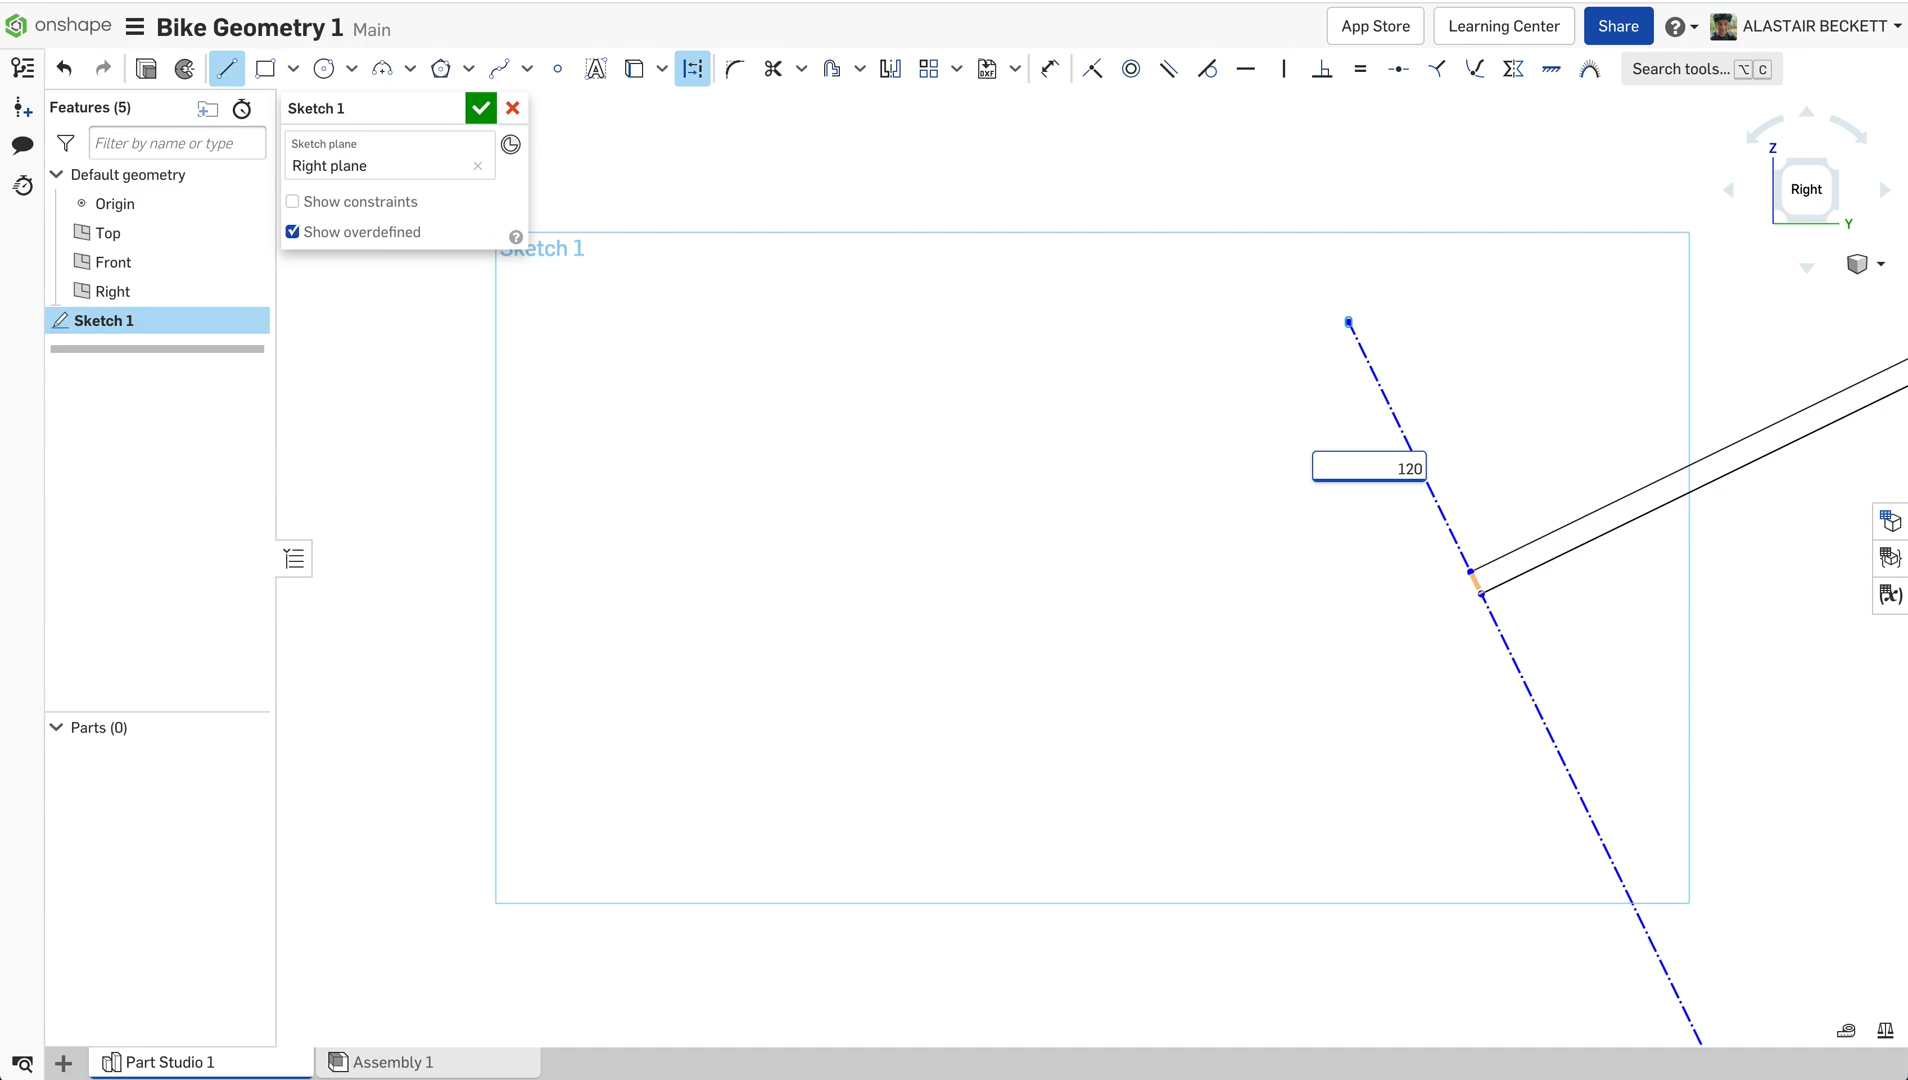 onshape
Bike Geometry 1 Main
App Store
Learning Center
Share
ALASTAIR BECKETT
DXF
Search tools... ⌥ C
Features (5)
Filter by name or type
Default geometry
Origin
Top
Front
Right
Sketch 1
Sketch 1
Sketch plane
Right plane
Show constraints
Show overdefined
Sketch 1
Z
Right
Y
120
Parts (0)
Part Studio 1
Assembly 1